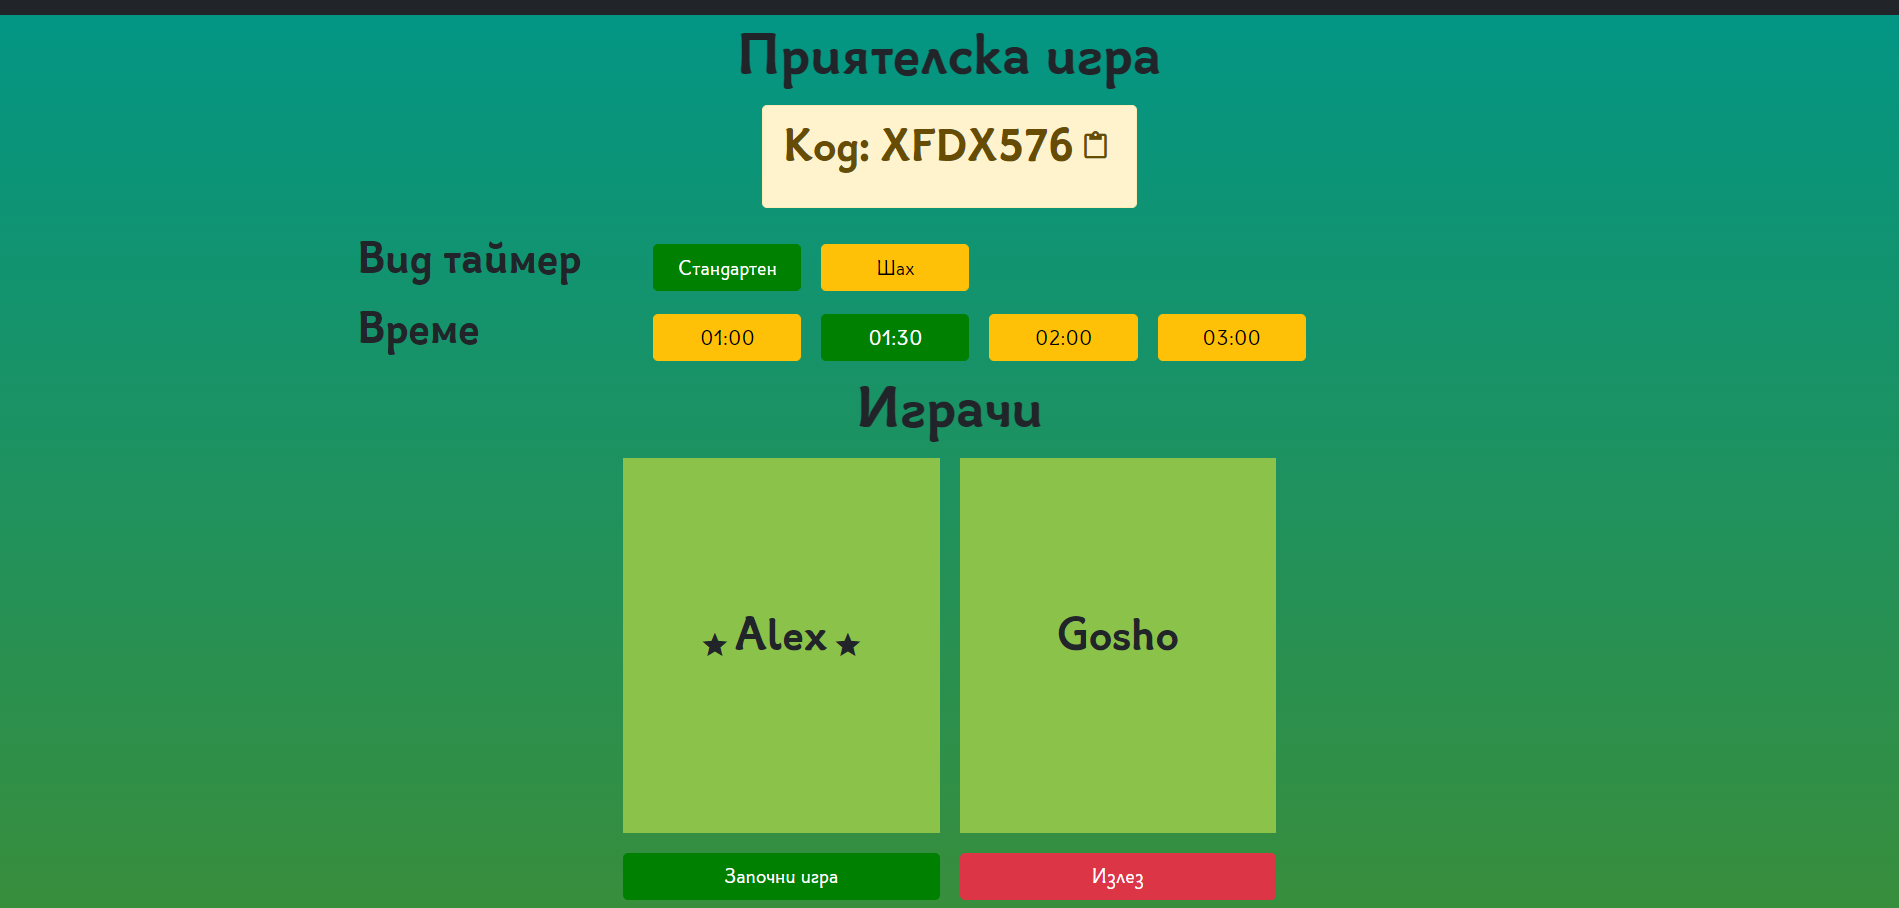 Приятелска игра
Код: XFDX576
Вид таймер Стандартен Шах
Време 01:00 01:30 02:00 03:00
Играчи
Alex Gosho
Започни игра Излез